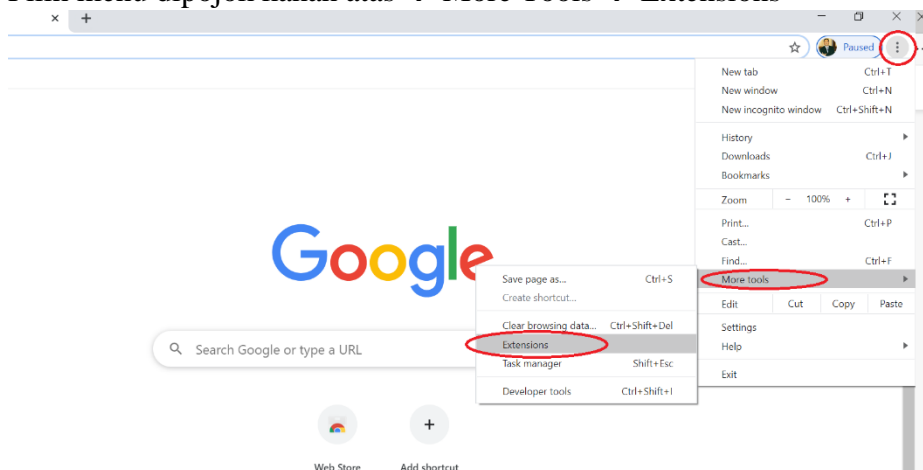 menu dipojok kanan atas → More Tools → Extensions
× + − ×
Paused
New tab Ctrl+T
New window Ctrl+N
New incognito window Ctrl+Shift+N
History
Downloads Ctrl+J
Bookmarks
Zoom − 100% +
Print... Ctrl+P
Cast...
Find... Ctrl+F
More tools
Edit Cut Copy Paste
Settings
Help
Exit
Google
Save page as... Ctrl+S
Create shortcut...
Clear browsing data... Ctrl+Shift+Del
Extensions
Task manager Shift+Esc
Developer tools Ctrl+Shift+I
Search Google or type a URL
Web Store Add shortcut